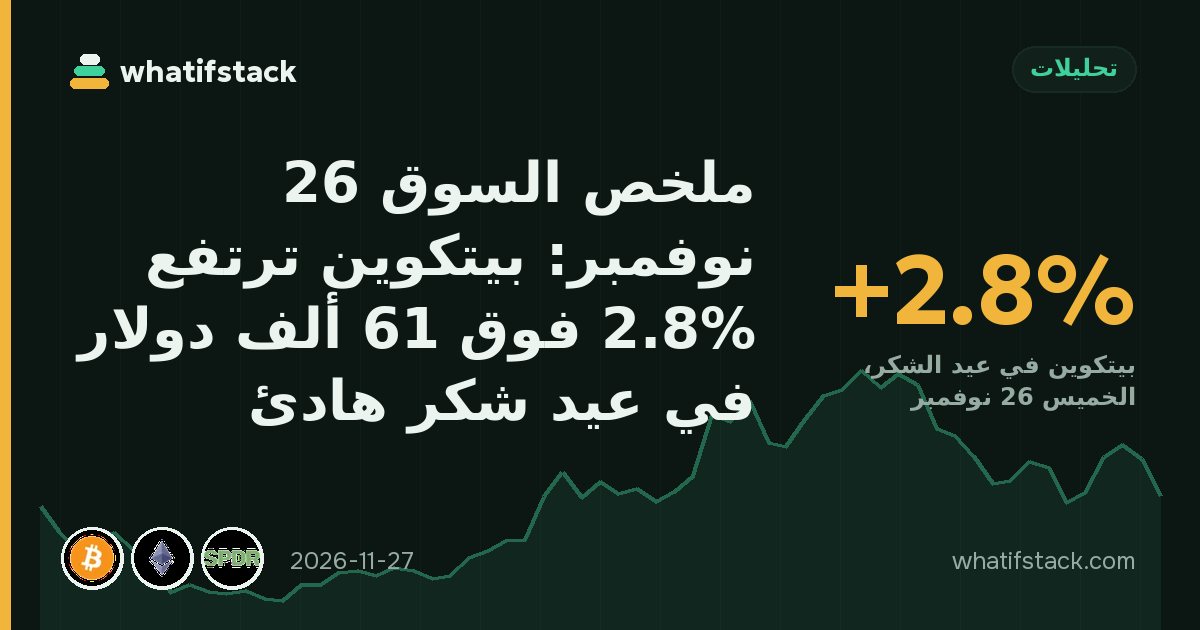 whatifstack
تحليلات
ملخص السوق 26
نوفمبر: بيتكوين ترتفع
2.8% فوق 61 ألف دولار
في عيد شكر هادئ
+2.8%
بيتكوين في عيد الشكر،
الخميس 26 نوفمبر
SPDR
2026-11-27
whatifstack.com